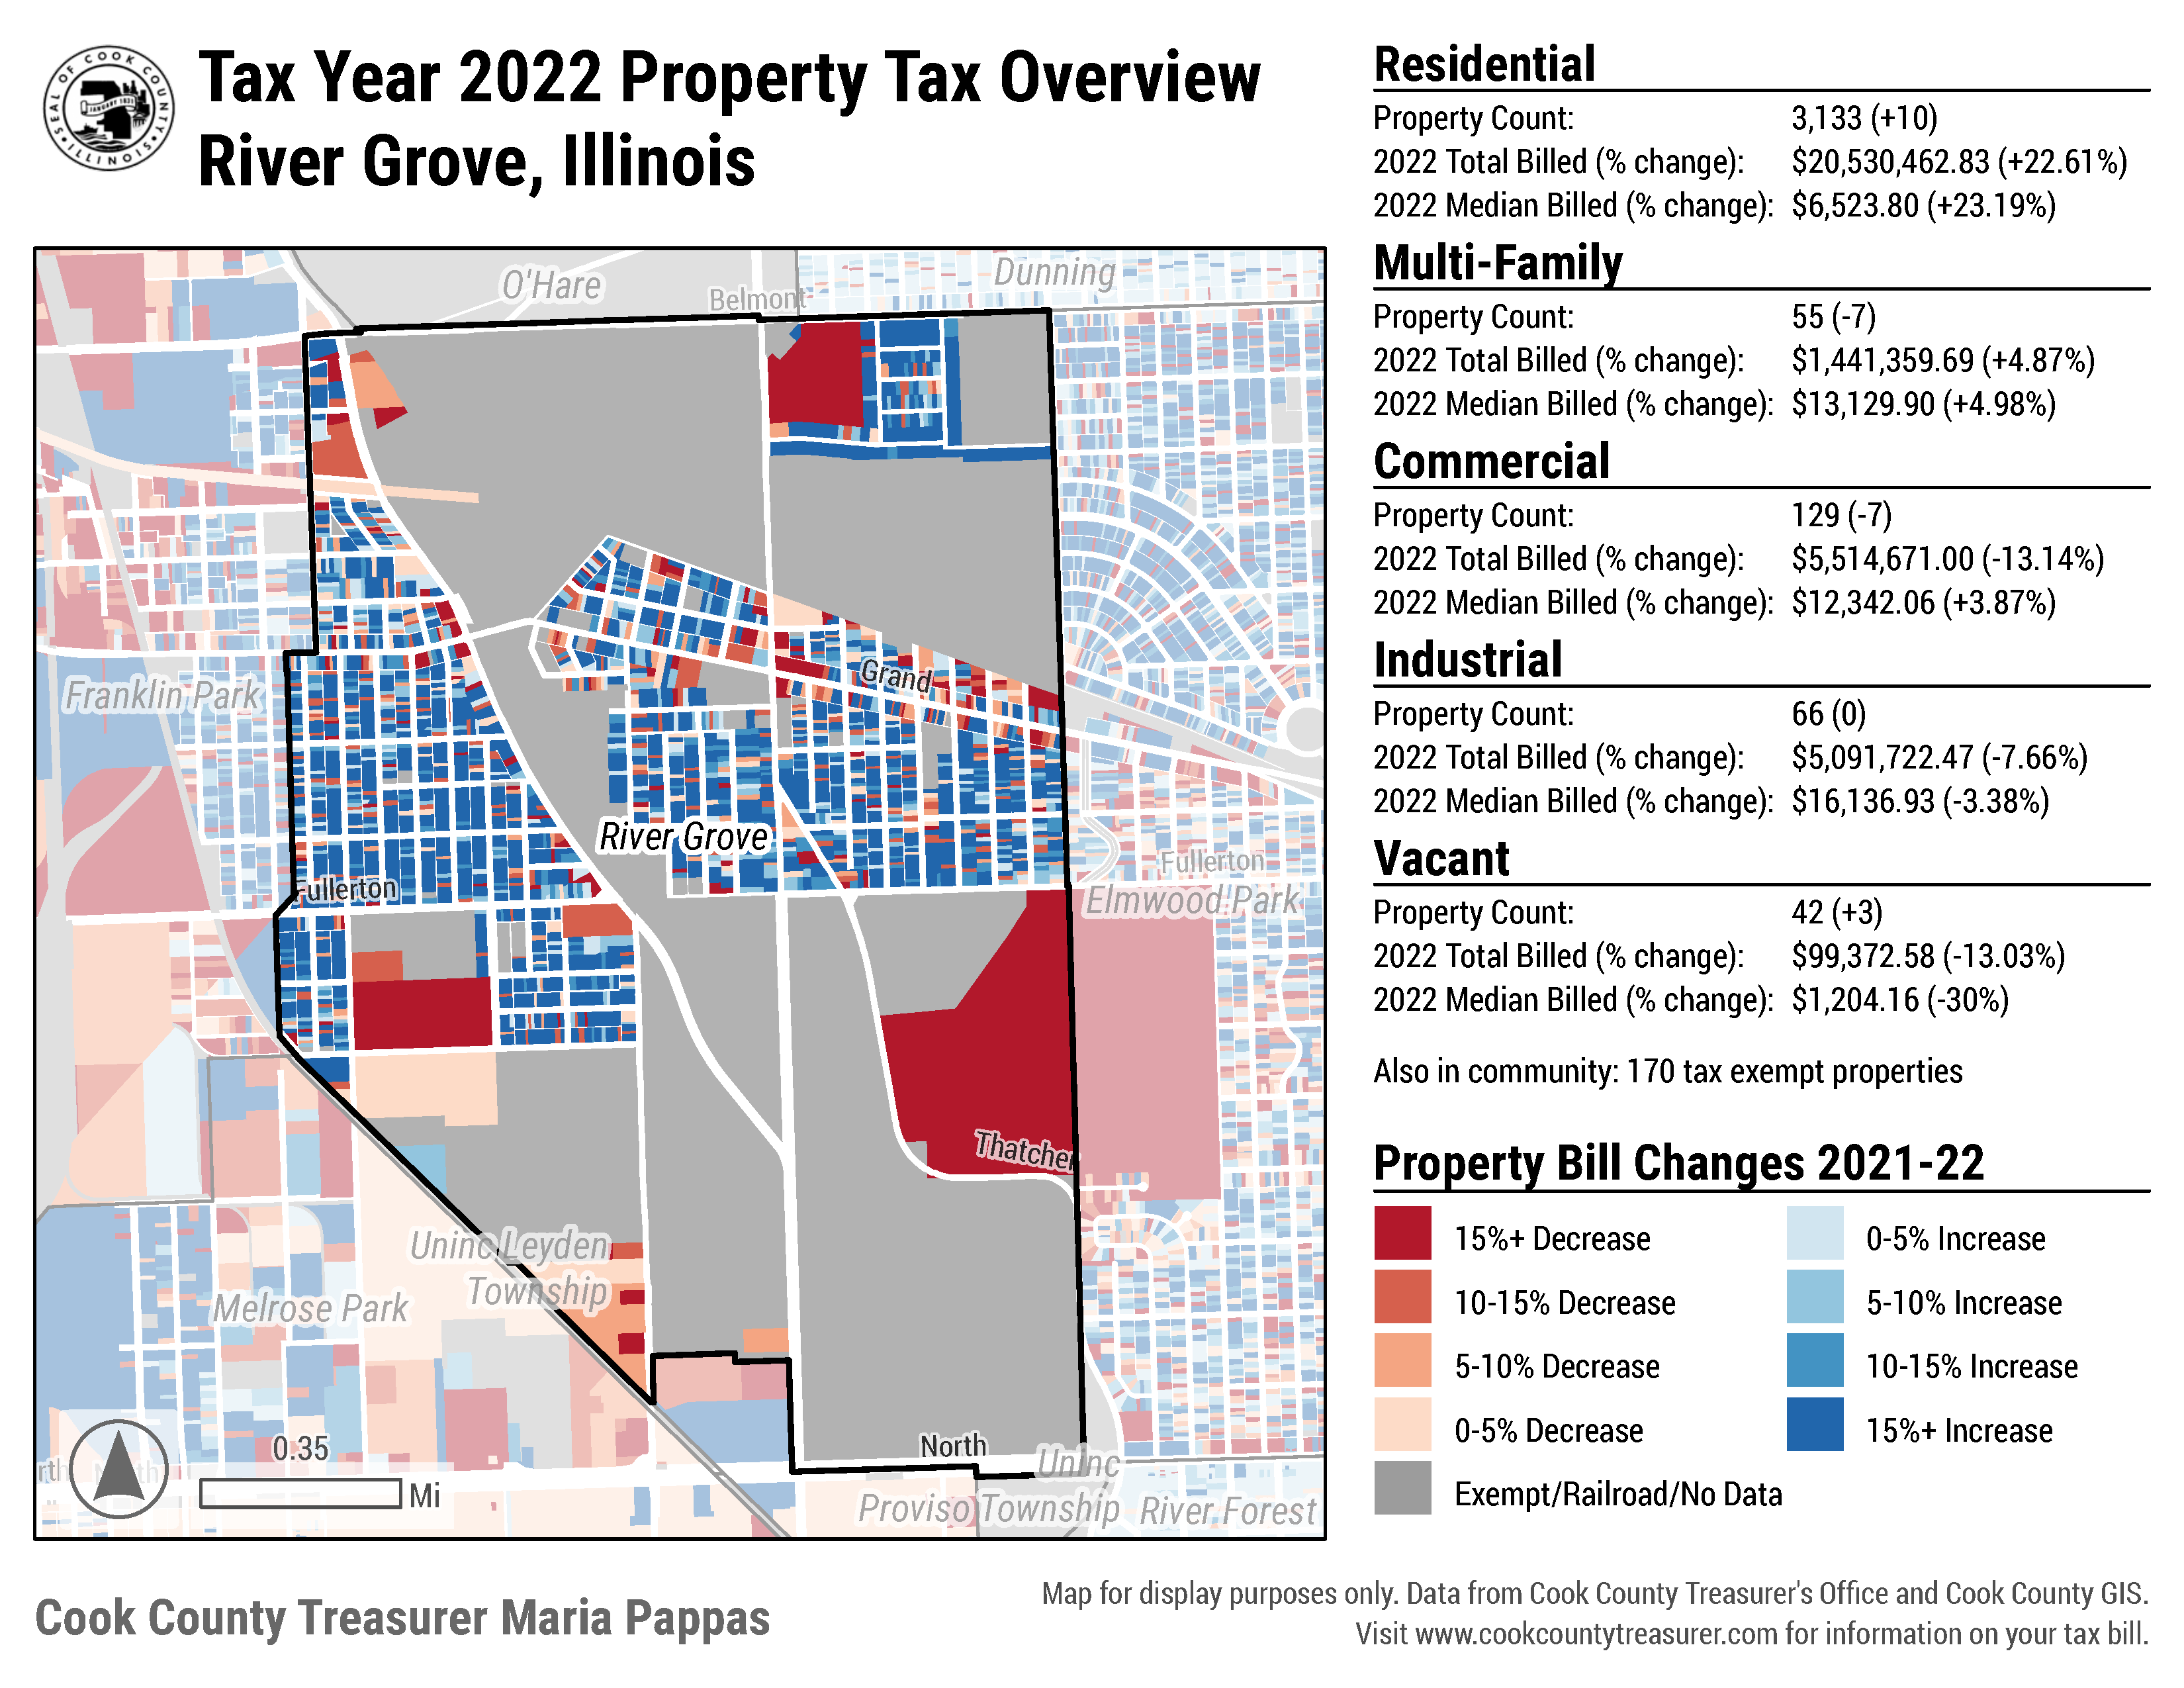 SEAL OF COOK COUNTY
ILLINOIS
JANUARY 1831
Tax Year 2022 Property Tax Overview
River Grove, Illinois
O'Hare
Belmont
Dunning
Franklin Park
Grand
River Grove
Fullerton
Fullerton
Elmwood Park
Thatcher
Uninc Leyden
Township
Melrose Park
North
Uninc
Proviso Township
River Forest
0.35
Mi
Residential
Property Count: 3,133 (+10)
2022 Total Billed (% change): $20,530,462.83 (+22.61%)
2022 Median Billed (% change): $6,523.80 (+23.19%)
Multi-Family
Property Count: 55 (-7)
2022 Total Billed (% change): $1,441,359.69 (+4.87%)
2022 Median Billed (% change): $13,129.90 (+4.98%)
Commercial
Property Count: 129 (-7)
2022 Total Billed (% change): $5,514,671.00 (-13.14%)
2022 Median Billed (% change): $12,342.06 (+3.87%)
Industrial
Property Count: 66 (0)
2022 Total Billed (% change): $5,091,722.47 (-7.66%)
2022 Median Billed (% change): $16,136.93 (-3.38%)
Vacant
Property Count: 42 (+3)
2022 Total Billed (% change): $99,372.58 (-13.03%)
2022 Median Billed (% change): $1,204.16 (-30%)
Also in community: 170 tax exempt properties
Property Bill Changes 2021-22
15%+ Decrease
10-15% Decrease
5-10% Decrease
0-5% Decrease
Exempt/Railroad/No Data
0-5% Increase
5-10% Increase
10-15% Increase
15%+ Increase
Cook County Treasurer Maria Pappas
Map for display purposes only. Data from Cook County Treasurer's Office and Cook County GIS.
Visit www.cookcountytreasurer.com for information on your tax bill.